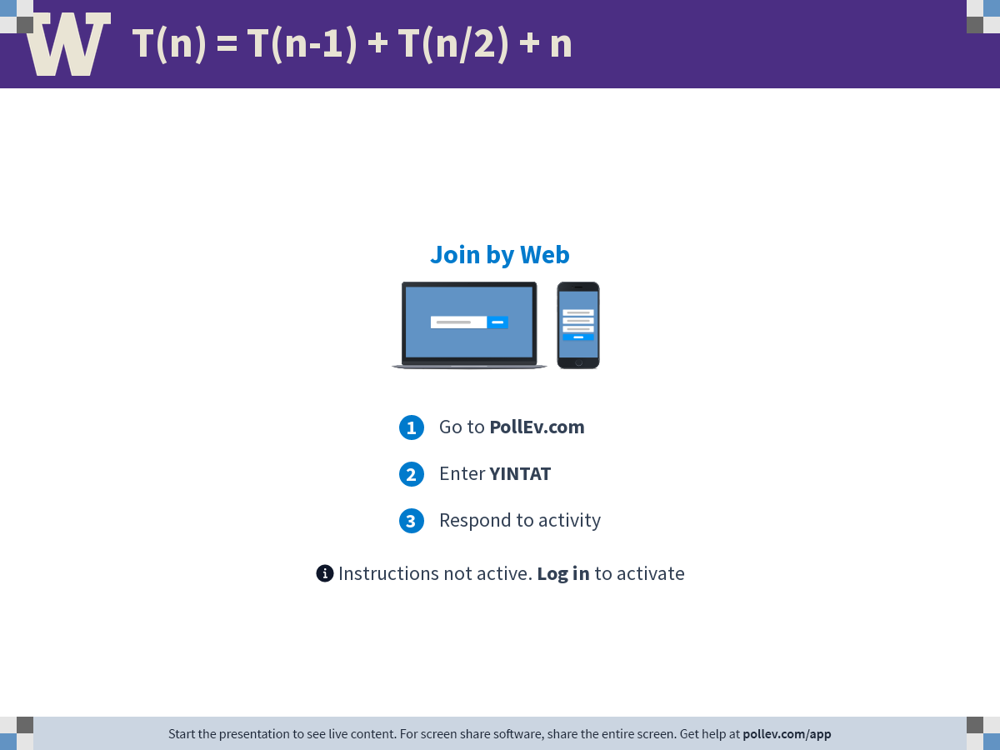 W T(n) = T(n-1) + T(n/2) + n
Join by Web
1 Go to PollEv.com
2 Enter YINTAT
3 Respond to activity
i Instructions not active. Log in to activate
Start the presentation to see live content. For screen share software, share the entire screen. Get help at pollev.com/app